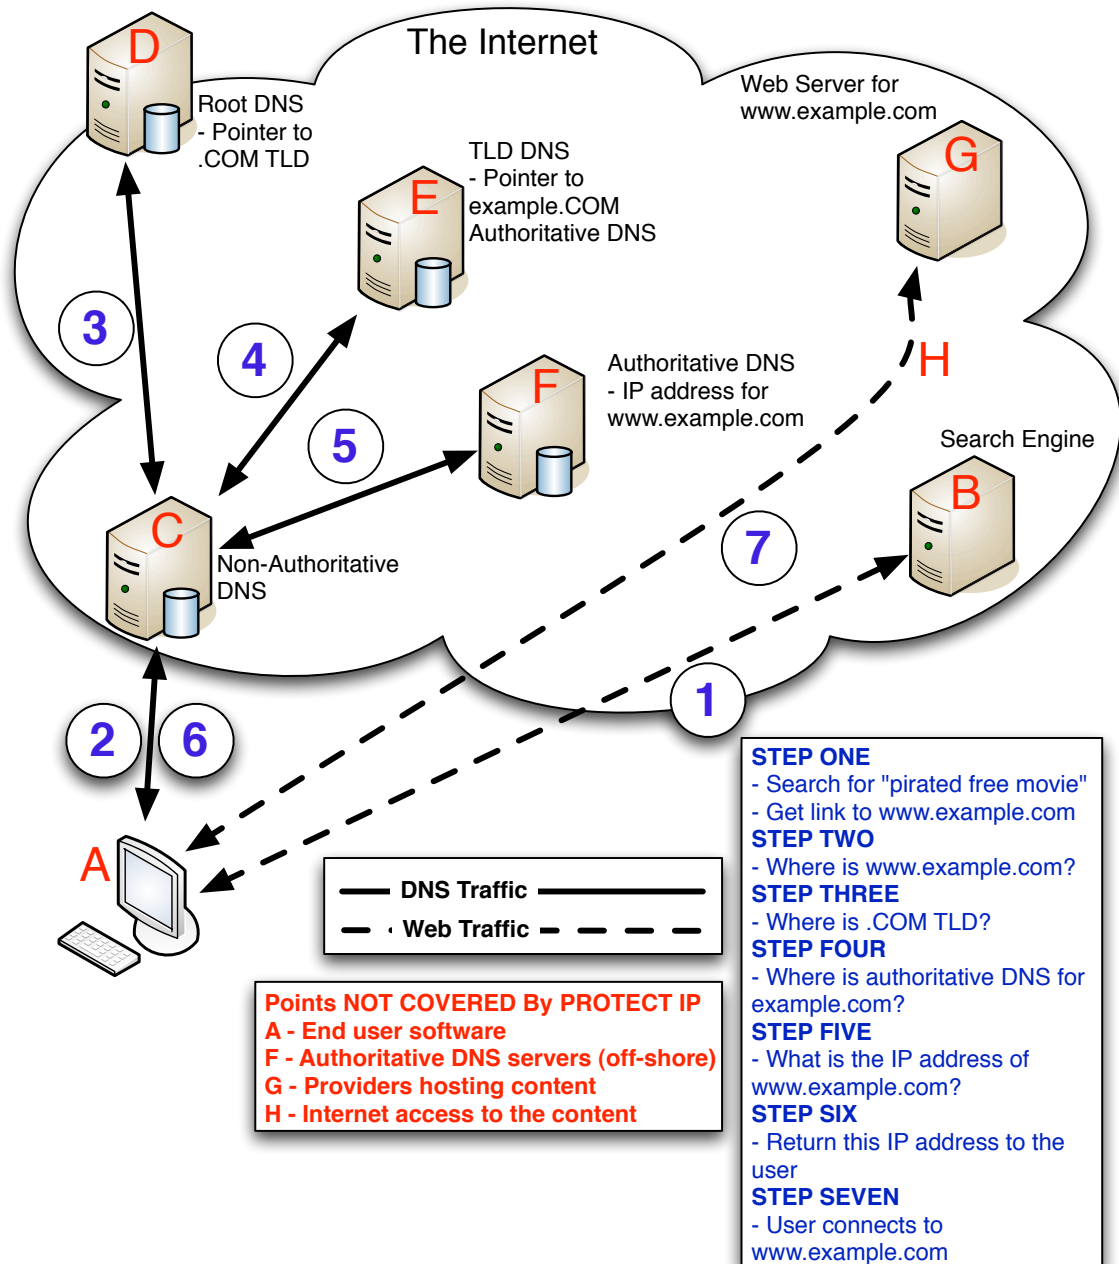 The Internet
D
Root DNS
- Pointer to
.COM TLD
TLD DNS
- Pointer to
example.COM
Authoritative DNS
E
Web Server for
www.example.com
G
3
4
5
F
Authoritative DNS
- IP address for
www.example.com
H
Search Engine
B
C
Non-Authoritative
DNS
7
1
2
6
A
DNS Traffic
Web Traffic
Points NOT COVERED By PROTECT IP
A - End user software
F - Authoritative DNS servers (off-shore)
G - Providers hosting content
H - Internet access to the content
STEP ONE
- Search for "pirated free movie"
- Get link to www.example.com
STEP TWO
- Where is www.example.com?
STEP THREE
- Where is .COM TLD?
STEP FOUR
- Where is authoritative DNS for
example.com?
STEP FIVE
- What is the IP address of
www.example.com?
STEP SIX
- Return this IP address to the
user
STEP SEVEN
- User connects to
www.example.com